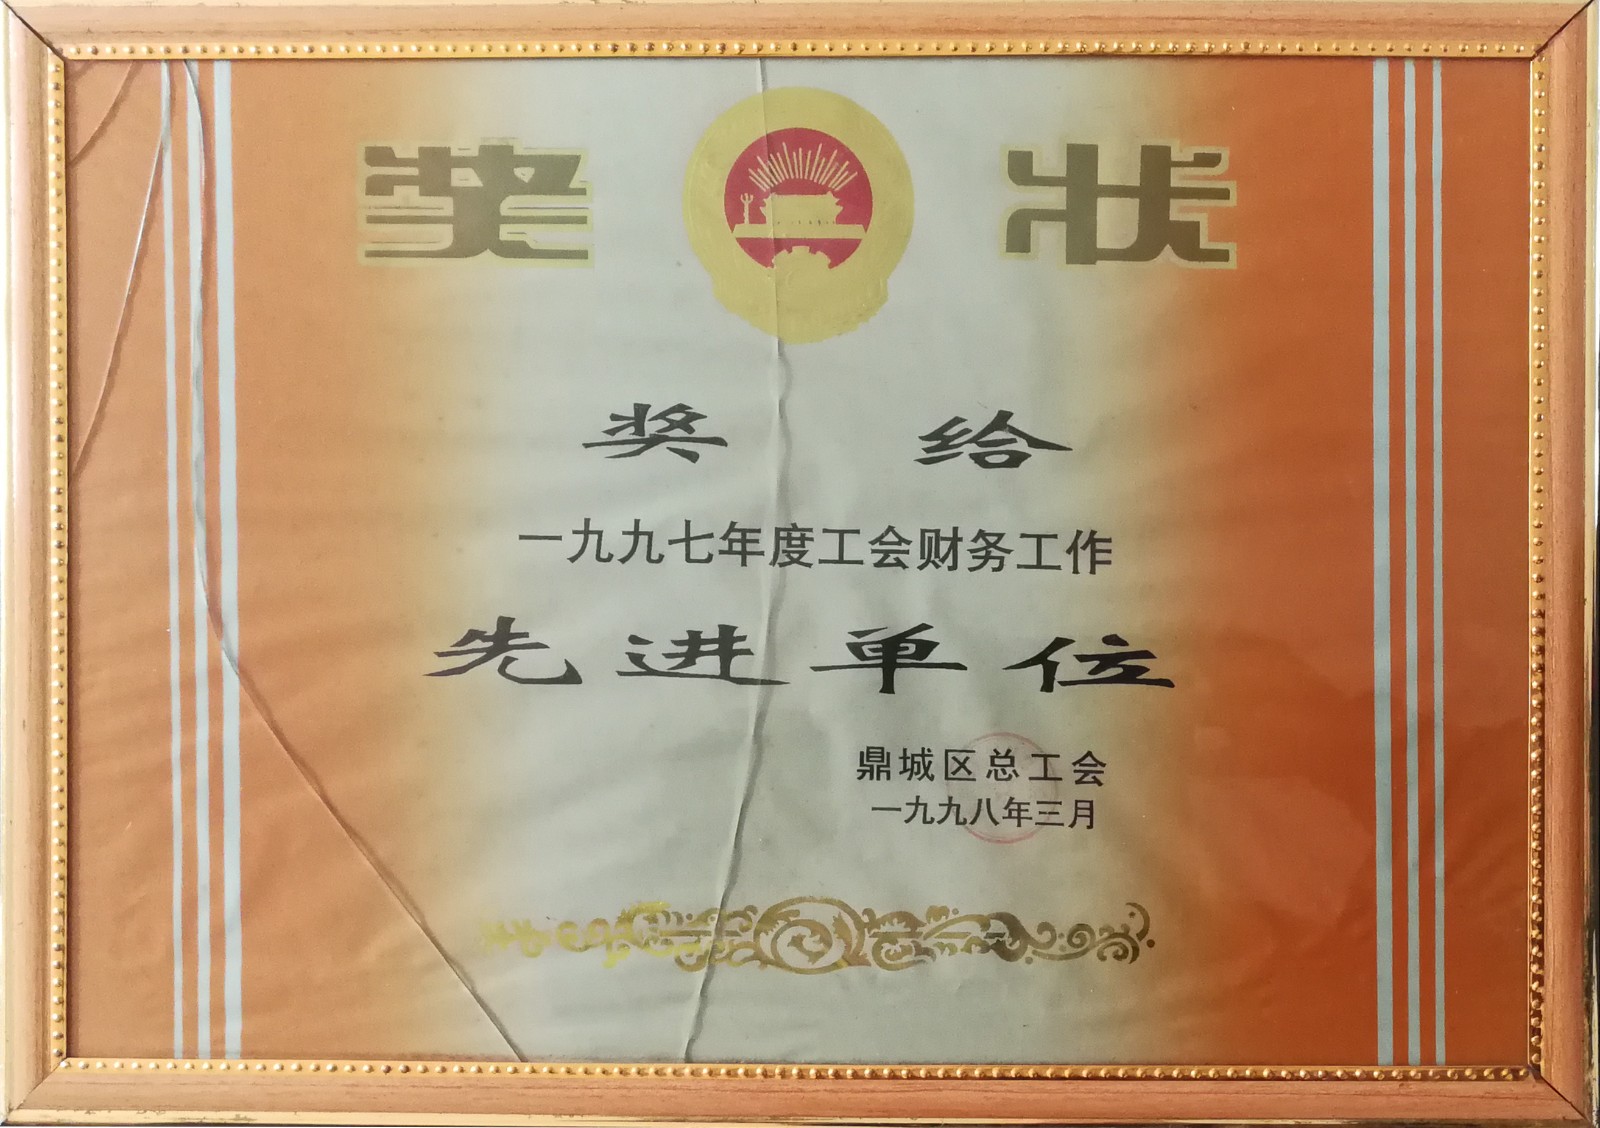 奖状
奖给
一九九七年度工会财务工作
先进单位
鼎城区总工会
一九九八年三月